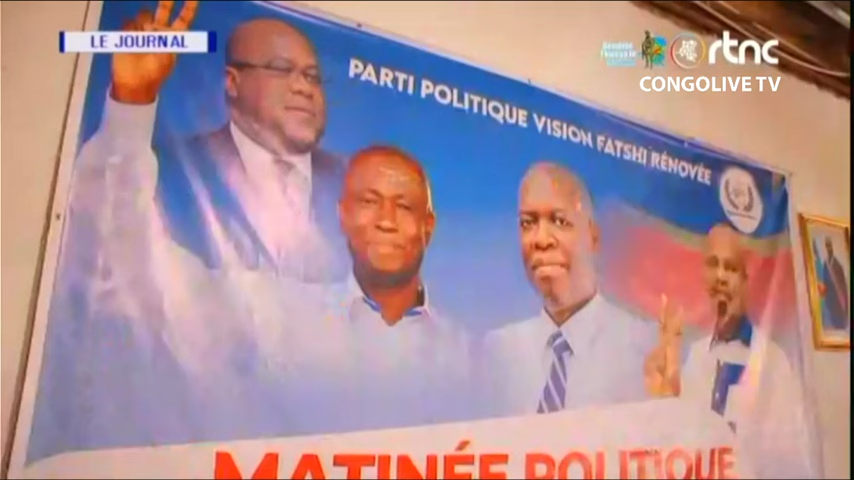 LE JOURNAL
rtnc
CONGOLIVE TV
PARTI POLITIQUE VISION FATSHI RÉNOVÉE
MATINÉE POLITIQUE